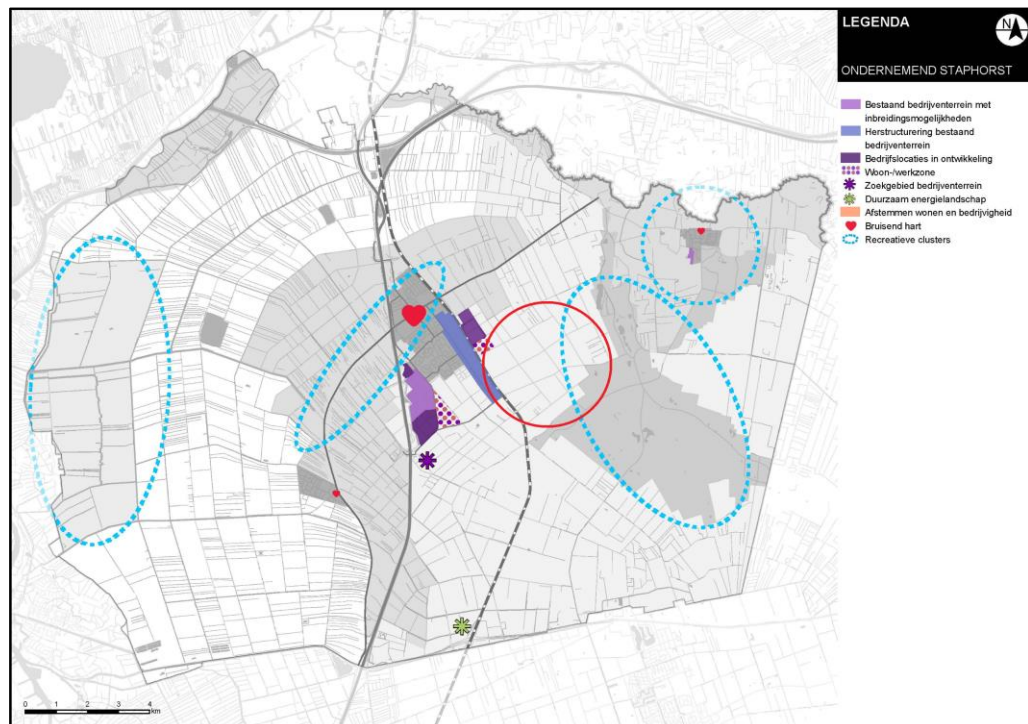 LEGENDA
N
ONDERNEMEND STAPHORST
Bestaand bedrijventerrein met
inbreidingsmogelijkheden
Herstructurering bestaand
bedrijventerrein
Bedrijfslocaties in ontwikkeling
Woon-/werkzone
Zoekgebied bedrijventerrein
Duurzaam energielandschap
Afstemmen wonen en bedrijvigheid
Bruisend hart
Recreatieve clusters
0 1 2 3 4
km